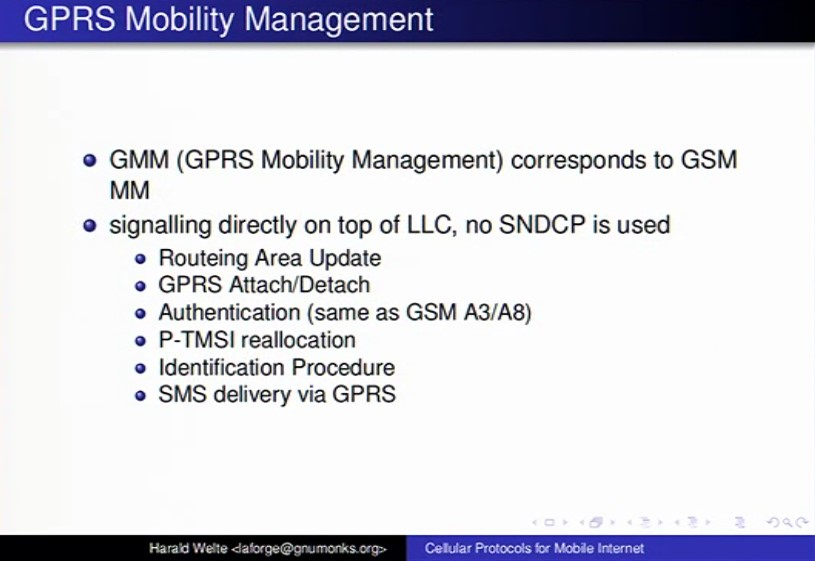 GPRS Mobility Management
GMM (GPRS Mobility Management) corresponds to GSM
MM
signalling directly on top of LLC, no SNDCP is used
Routeing Area Update
GPRS Attach/Detach
Authentication (same as GSM A3/A8)
P-TMSI reallocation
Identification Procedure
SMS delivery via GPRS
Harald Welte <laforge@gnumonks.org>
Cellular Protocols for Mobile Internet